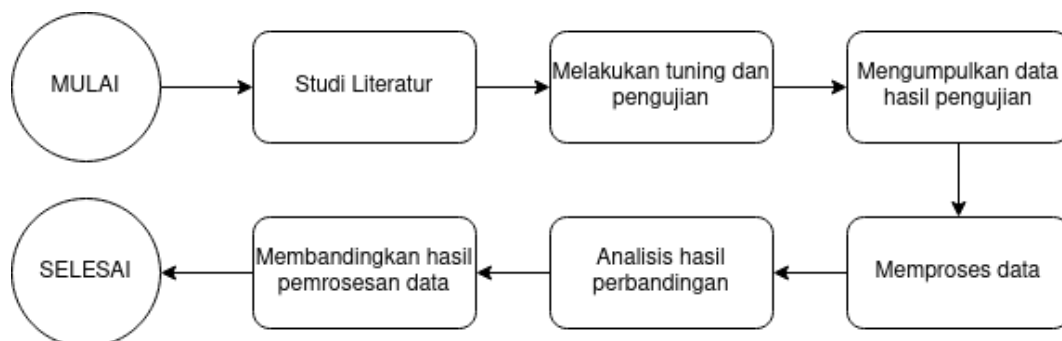 MULAI
Studi Literatur
Melakukan tuning dan
pengujian
Mengumpulkan data
hasil pengujian
Memproses data
Analisis hasil
perbandingan
Membandingkan hasil
pemrosesan data
SELESAI